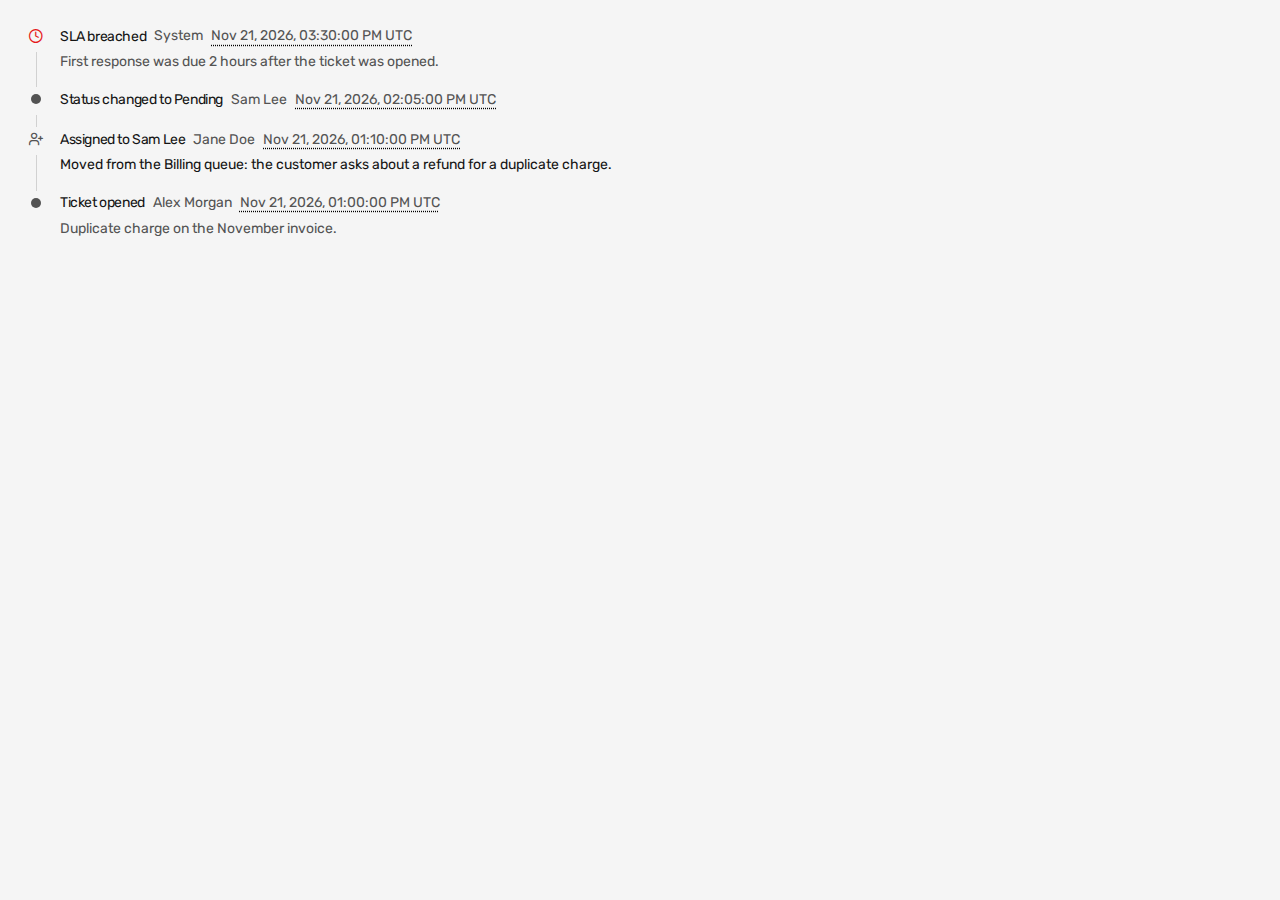 SLA breached System Nov 21, 2026, 03:30:00 PM UTC
First response was due 2 hours after the ticket was opened.
Status changed to Pending Sam Lee Nov 21, 2026, 02:05:00 PM UTC
Assigned to Sam Lee Jane Doe Nov 21, 2026, 01:10:00 PM UTC
Moved from the Billing queue: the customer asks about a refund for a duplicate charge.
Ticket opened Alex Morgan Nov 21, 2026, 01:00:00 PM UTC
Duplicate charge on the November invoice.